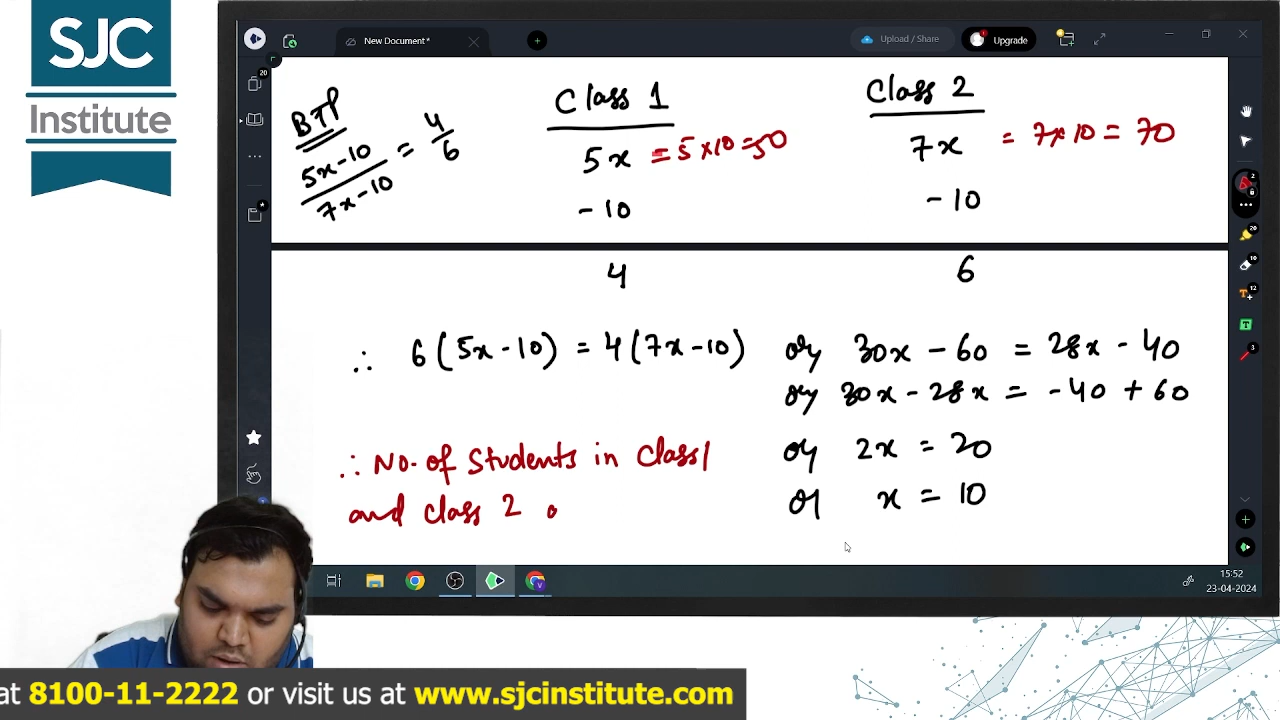 SJC
Institute
New Document*
Upload / Share
Upgrade
BTP
5x-10 / 7x-10 = 4/6
Class 1
5x = 5×10 = 50
- 10
4
Class 2
7x = 7×10 = 70
- 10
6
∴ 6(5x-10) = 4(7x-10) or 30x - 60 = 28x - 40
or 30x - 28x = -40 + 60
or 2x = 20
or x = 10
∴ No. of Students in Class 1
and class 2
15:52
23-04-2024
at 8100-11-2222 or visit us at www.sjcinstitute.com